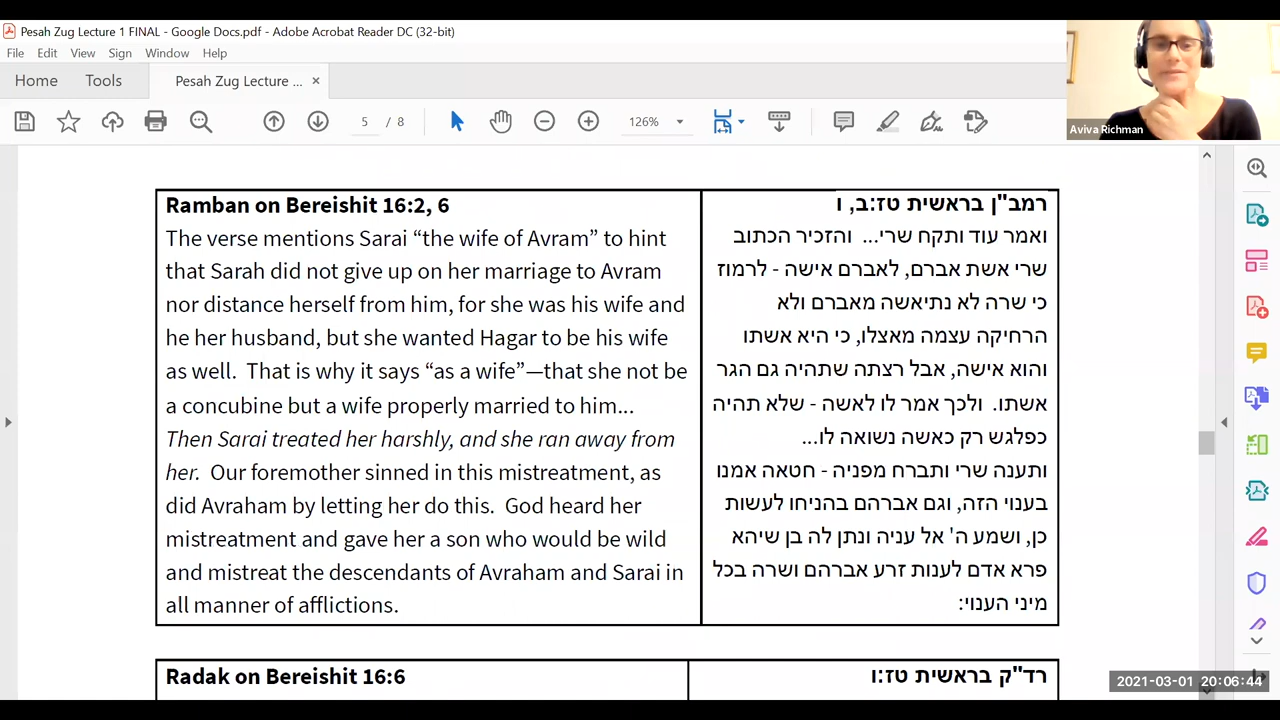 Pesah Zug Lecture 1 FINAL - Google Docs.pdf - Adobe Acrobat Reader DC (32-bit)
File Edit View Sign Window Help
Home Tools Pesah Zug Lecture ... ×
5 / 8 126%
Aviva Richman
Ramban on Bereishit 16:2, 6
The verse mentions Sarai “the wife of Avram” to hint
that Sarah did not give up on her marriage to Avram
nor distance herself from him, for she was his wife and
he her husband, but she wanted Hagar to be his wife
as well. That is why it says “as a wife”—that she not be
a concubine but a wife properly married to him...
Then Sarai treated her harshly, and she ran away from
her. Our foremother sinned in this mistreatment, as
did Avraham by letting her do this. God heard her
mistreatment and gave her a son who would be wild
and mistreat the descendants of Avraham and Sarai in
all manner of afflictions.
רמב"ן בראשית טז:ב, ו
ואמר עוד ותקח שרי... והזכיר הכתוב
שרי אשת אברם, לאברם אישה - לרמוז
כי שרה לא נתיאשה מאברם ולא
הרחיקה עצמה מאצלו, כי היא אשתו
והוא אישה, אבל רצתה שתהיה גם הגר
אשתו. ולכך אמר לו לאשה - שלא תהיה
כפלגש רק כאשה נשואה לו...
ותענה שרי ותברח מפניה - חטאה אמנו
בענוי הזה, וגם אברהם בהניחו לעשות
כן, ושמע ה' אל עניה ונתן לה בן שיהא
פרא אדם לענות זרע אברהם ושרה בכל
מיני הענוי:
Radak on Bereishit 16:6
רד"ק בראשית טז:ו
2021-03-01 20:06:44